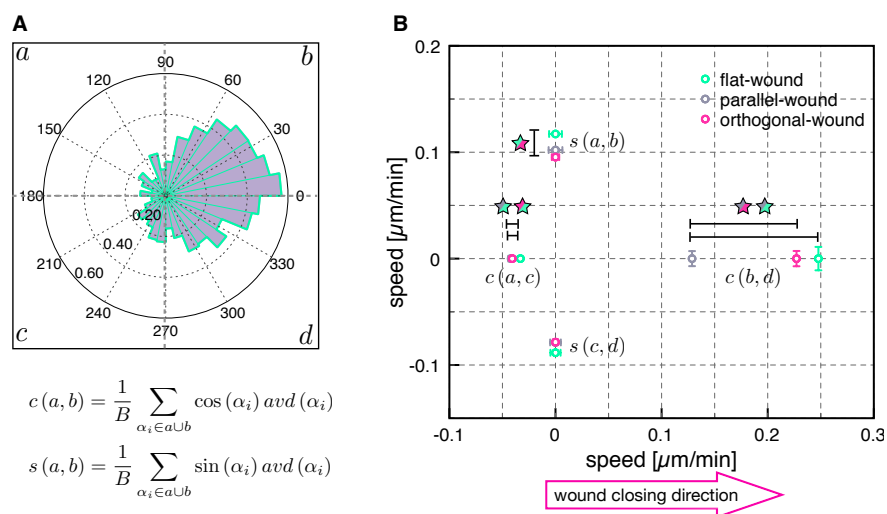 A
a
b
90
120
60
150
30
180
0
0.20
0.40
210
330
0.60
240
300
c
270
d
c (a, b) = 1/B ∑ αi∈a∪b cos (αi) avd (αi)
s (a, b) = 1/B ∑ αi∈a∪b sin (αi) avd (αi)
B
0.2
0.1
0
-0.1
speed [µm/min]
flat-wound
parallel-wound
orthogonal-wound
s (a, b)
c (a, c)
c (b, d)
s (c, d)
-0.1
0
0.1
0.2
0.3
speed [µm/min]
wound closing direction